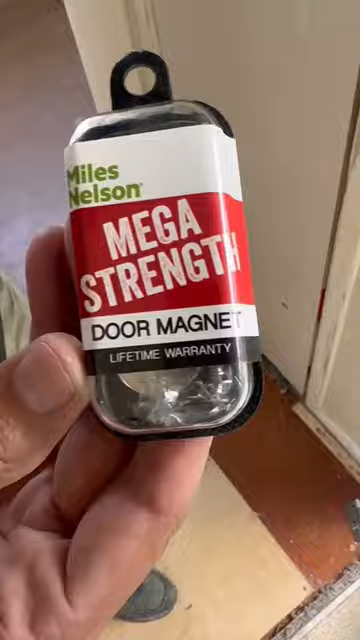 Miles
Nelson
MEGA
STRENGTH
DOOR MAGNET
LIFETIME WARRANTY